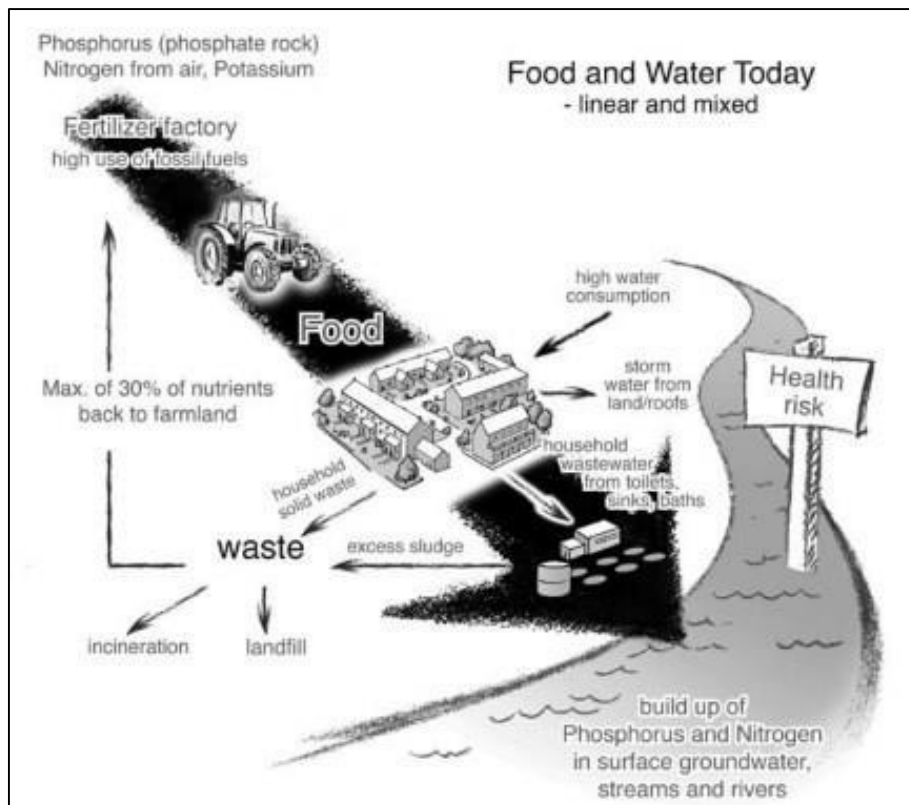 Phosphorus (phosphate rock)
Nitrogen from air, Potassium
Food and Water Today
- linear and mixed
Fertilizer factory
high use of fossil fuels
Food
high water
consumption
storm
water from
land/roofs
Health
risk
Max. of 30% of nutrients
back to farmland
household
wastewater
from toilets,
sinks, baths
household
solid waste
waste
excess sludge
incineration
landfill
build up of
Phosphorus and Nitrogen
in surface groundwater,
streams and rivers